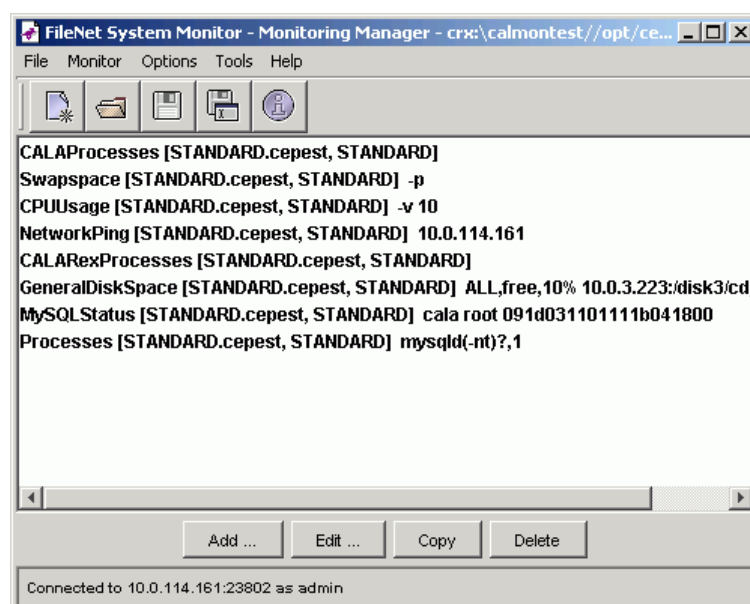 FileNet System Monitor - Monitoring Manager - crx:\calmontest//opt/ce...
File Monitor Options Tools Help
CALAProcesses [STANDARD.cepest, STANDARD]
Swapspace [STANDARD.cepest, STANDARD] -p
CPUUsage [STANDARD.cepest, STANDARD] -v 10
NetworkPing [STANDARD.cepest, STANDARD] 10.0.114.161
CALARexProcesses [STANDARD.cepest, STANDARD]
GeneralDiskSpace [STANDARD.cepest, STANDARD] ALL,free,10% 10.0.3.223:/disk3/cd
MySQLStatus [STANDARD.cepest, STANDARD] cala root 091d031101111b041800
Processes [STANDARD.cepest, STANDARD] mysqld(-nt)?,1
Add ... Edit ... Copy Delete
Connected to 10.0.114.161:23802 as admin